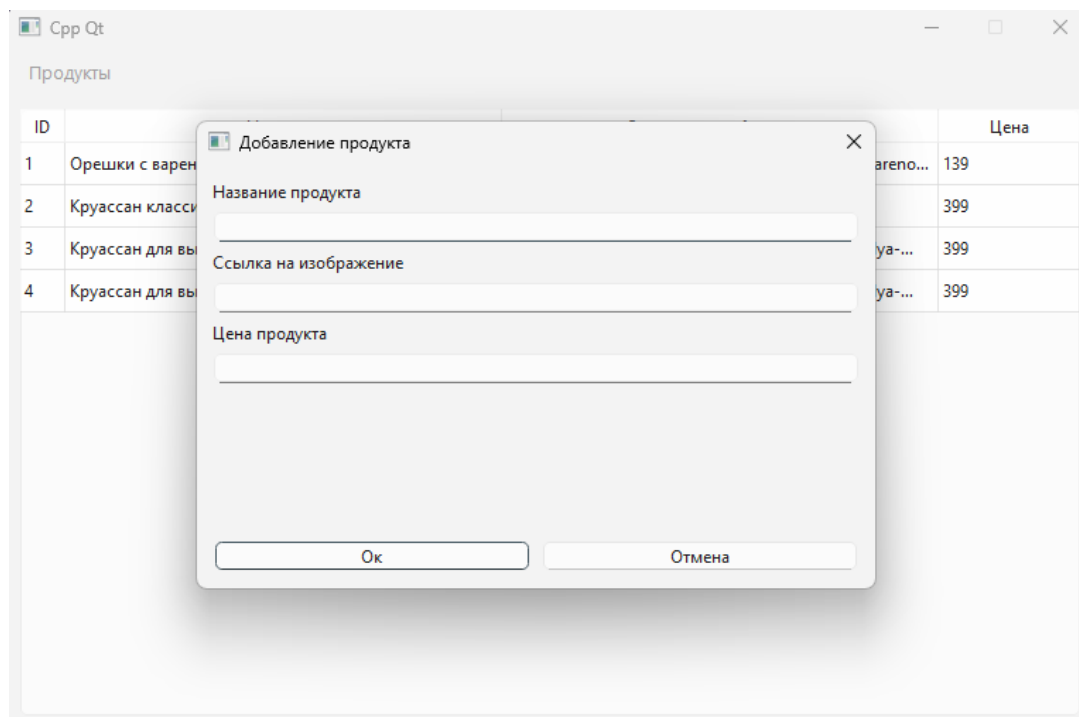 Cpp Qt
Продукты
ID Цена
Добавление продукта
1 Орешки с варен areno... 139
Название продукта
2 Круассан класси 399
3 Круассан для вы ya-... 399
Ссылка на изображение
4 Круассан для вы ya-... 399
Цена продукта
Ок Отмена